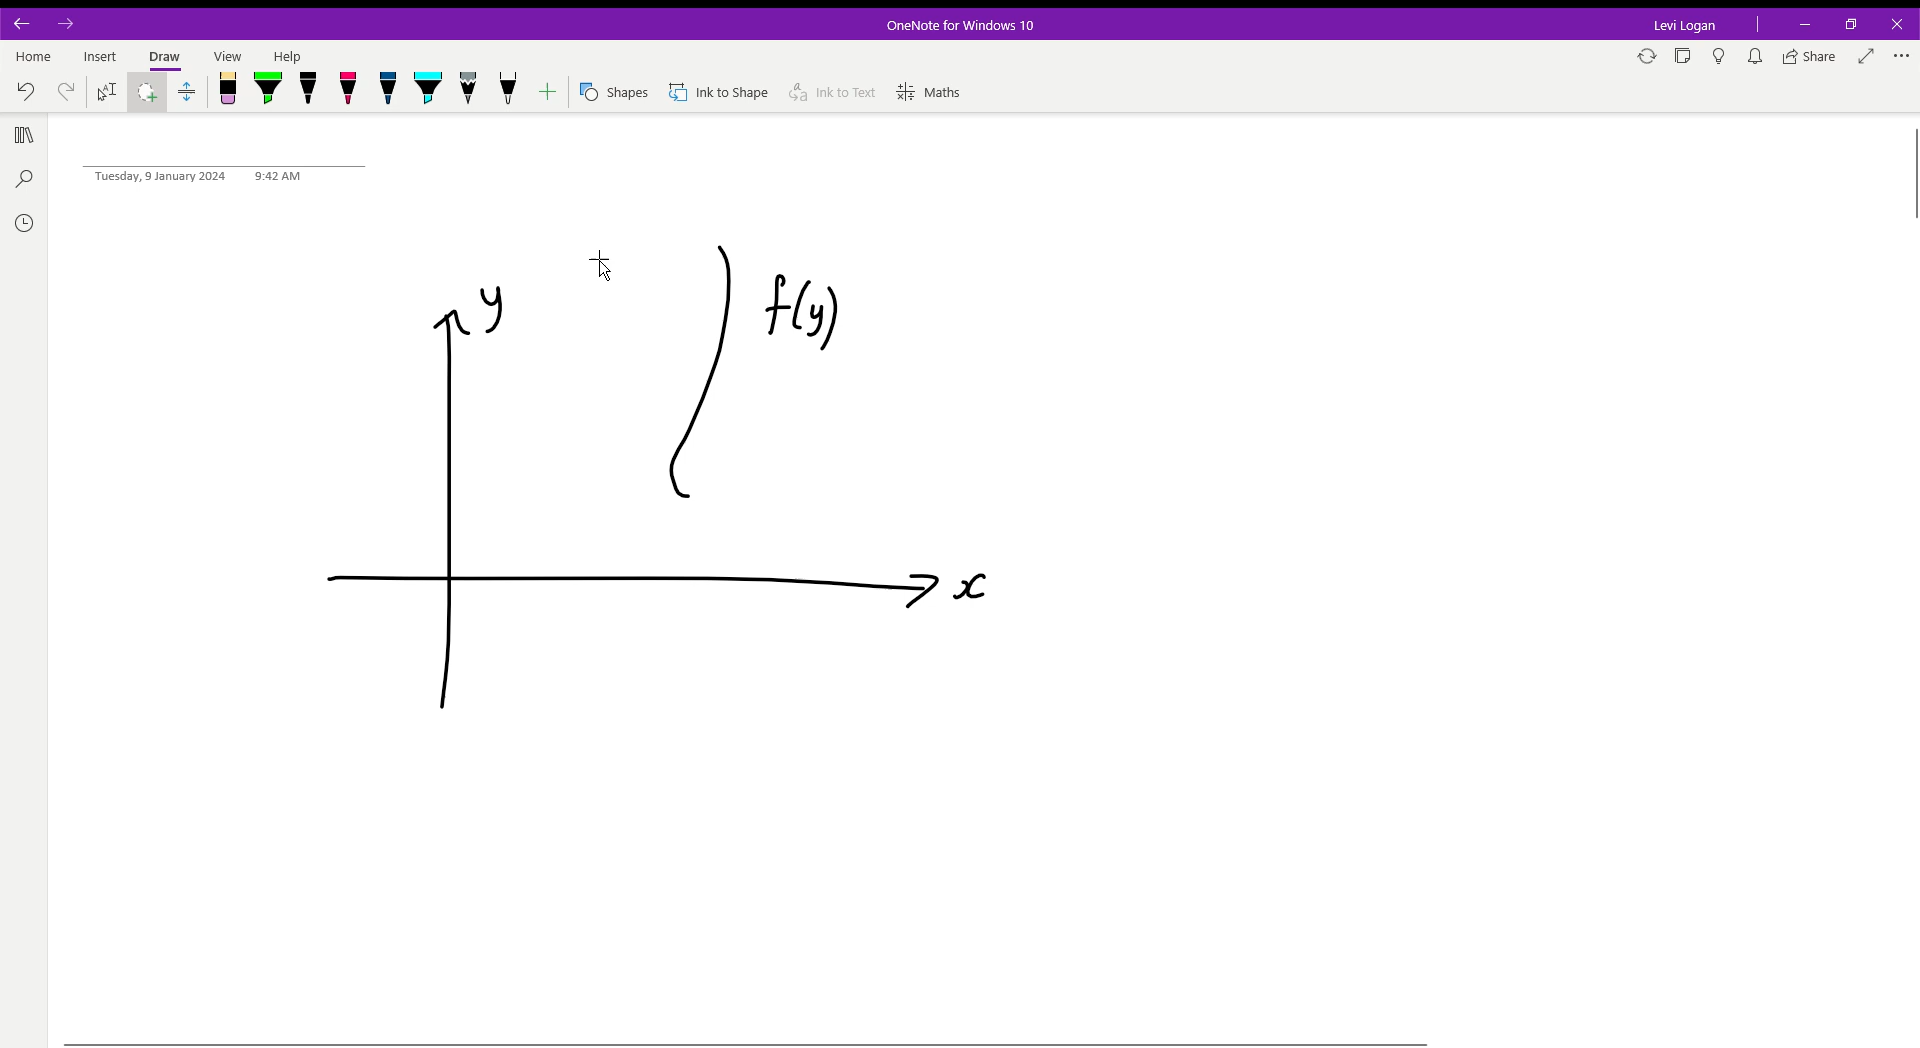 OneNote for Windows 10
Levi Logan
Home Insert Draw View Help
Share
Shapes Ink to Shape Ink to Text Maths
Tuesday, 9 January 2024 9:42 AM
y
f(y)
x